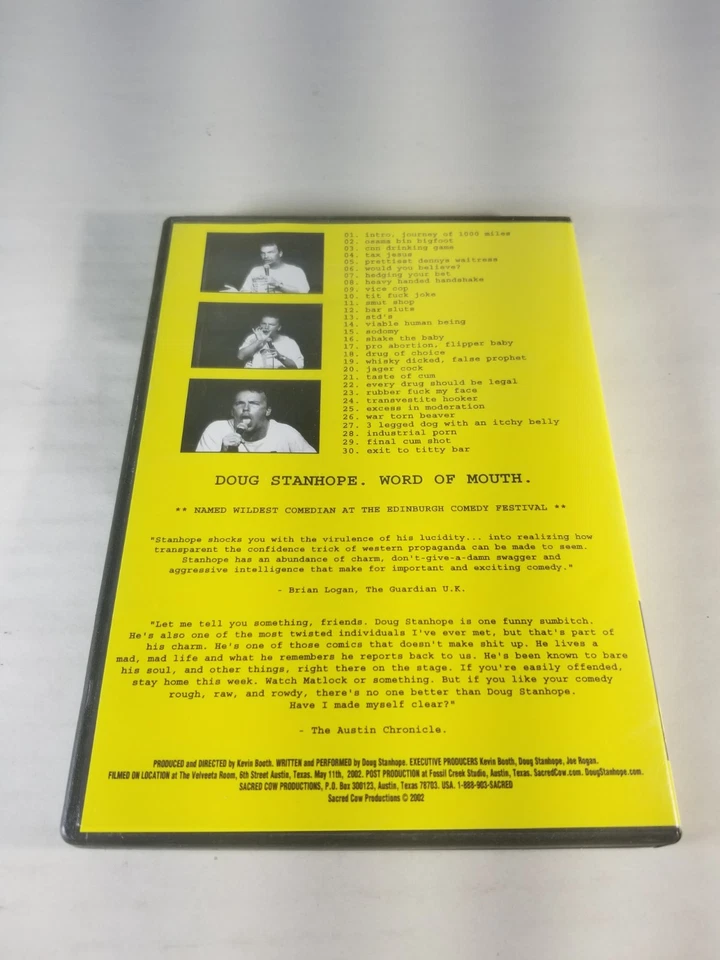 01. intro, journey of 1000 miles
02. osama bin bigfoot
03. cnn drinking game
04. tax jesus
05. prettiest dennys waitress
06. would you believe?
07. hedging your bet
08. heavy handed handshake
09. vice cop
10. tit fuck joke
11. smut shop
12. bar sluts
13. std's
14. viable human being
15. sodomy
16. shake the baby
17. pro abortion, flipper baby
18. drug of choice
19. whisky dicked, false prophet
20. jager cock
21. taste of cum
22. every drug should be legal
23. rubber fuck my face
24. transvestite hooker
25. excess in moderation
26. war torn beaver
27. 3 legged dog with an itchy belly
28. industrial porn
29. final cum shot
30. exit to titty bar
DOUG STANHOPE. WORD OF MOUTH.
** NAMED WILDEST COMEDIAN AT THE EDINBURGH COMEDY FESTIVAL **
"Stanhope shocks you with the virulence of his lucidity... into realizing how
transparent the confidence trick of western propaganda can be made to seem.
Stanhope has an abundance of charm, don't-give-a-damn swagger and
aggressive intelligence that make for important and exciting comedy."
- Brian Logan, The Guardian U.K.
"Let me tell you something, friends. Doug Stanhope is one funny sumbitch.
He's also one of the most twisted individuals I've ever met, but that's part of
his charm. He's one of those comics that doesn't make shit up. He lives a
mad, mad life and what he remembers he reports back to us. He's been known to bare
his soul, and other things, right there on the stage. If you're easily offended,
stay home this week. Watch Matlock or something. But if you like your comedy
rough, raw, and rowdy, there's no one better than Doug Stanhope.
Have I made myself clear?"
- The Austin Chronicle.
PRODUCED and DIRECTED by Kevin Booth. WRITTEN and PERFORMED by Doug Stanhope. EXECUTIVE PRODUCERS Kevin Booth, Doug Stanhope, Joe Rogan.
FILMED ON LOCATION at The Velveeta Room, 6th Street Austin, Texas. May 11th, 2002. POST PRODUCTION at Fossil Creek Studio, Austin, Texas. SacredCow.com. DougStanhope.com.
SACRED COW PRODUCTIONS, P.O. Box 300123, Austin, Texas 78703. USA. 1-888-903-SACRED
Sacred Cow Productions © 2002